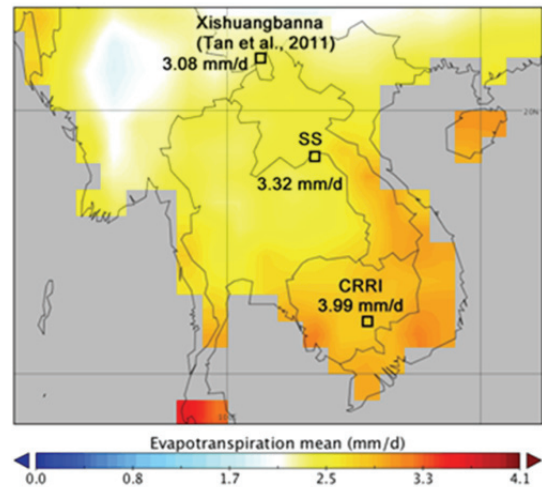 Xishuangbanna
(Tan et al., 2011)
3.08 mm/d
20N
SS
3.32 mm/d
CRRI
3.99 mm/d
Evapotranspiration mean (mm/d)
0.0 0.8 1.7 2.5 3.3 4.1